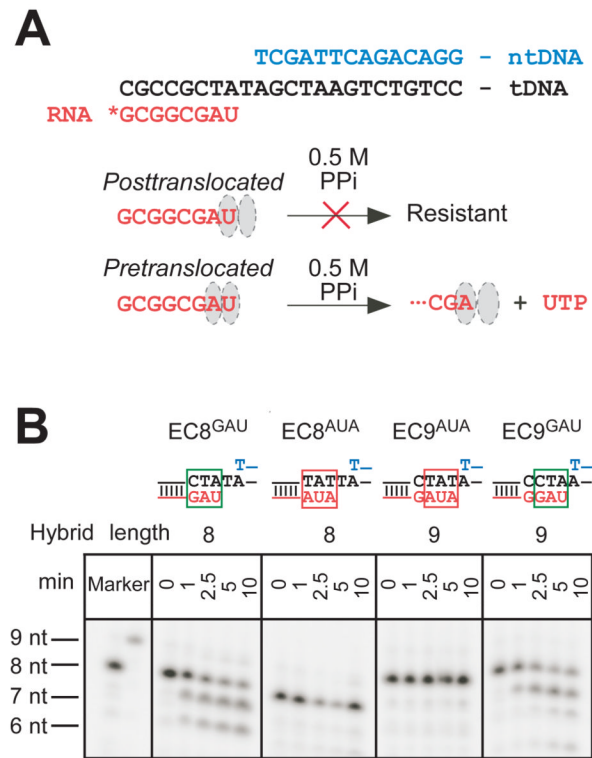 A
TCGATTCAGACAGG – ntDNA
CGCCGCTATAGCTAAGTCTGTCC – tDNA
RNA *GCGGCGAU
Posttranslocated
0.5 M
PPi
GCGGCGAU
Resistant
Pretranslocated
0.5 M
PPi
GCGGCGAU
···CGA + UTP
B
EC8GAU EC8AUA EC9AUA EC9GAU
T– T– T– T–
CTATA– TATTA– CTATA– CCTAA–
GAU AUA GAUA GGAU
Hybrid length 8 8 9 9
min Marker 0 1 2.5 5 10 0 1 2.5 5 10 0 1 2.5 5 10 0 1 2.5 5 10
9 nt
8 nt
7 nt
6 nt